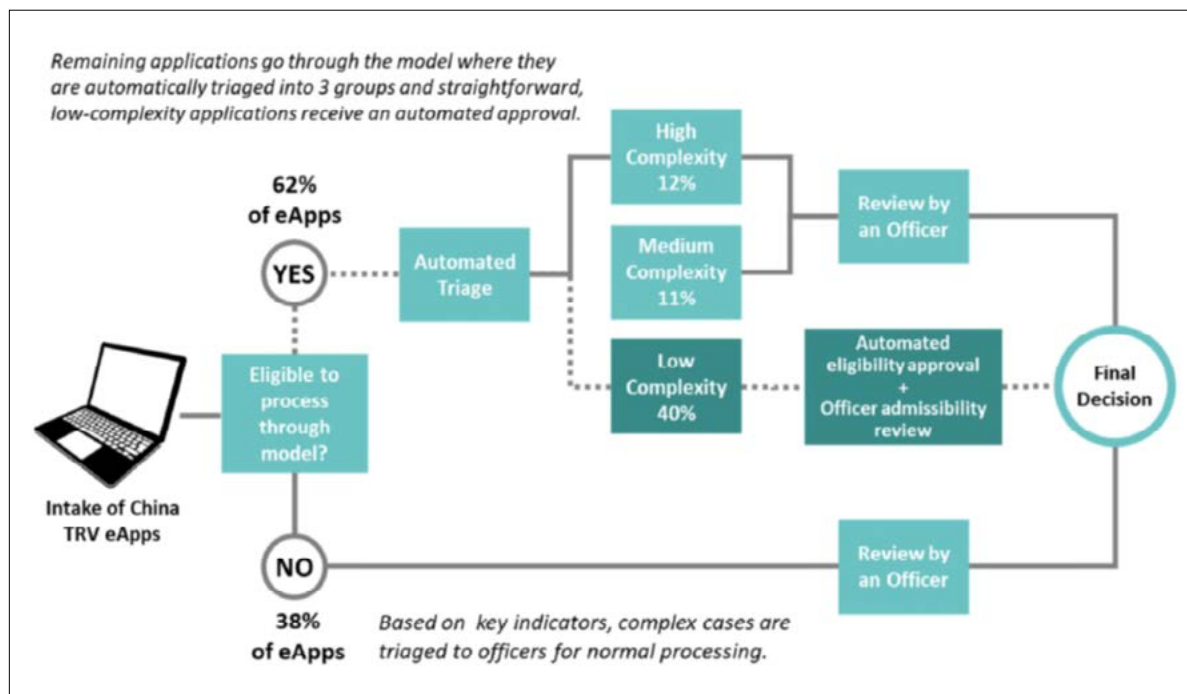 Remaining applications go through the model where they
are automatically triaged into 3 groups and straightforward,
low-complexity applications receive an automated approval.
62%
of eApps
YES
Automated
Triage
High
Complexity
12%
Medium
Complexity
11%
Low
Complexity
40%
Review by
an Officer
Automated
eligibility approval
+
Officer admissibility
review
Final
Decision
Eligible to
process
through
model?
Intake of China
TRV eApps
NO
38%
of eApps
Review by
an Officer
Based on key indicators, complex cases are
triaged to officers for normal processing.